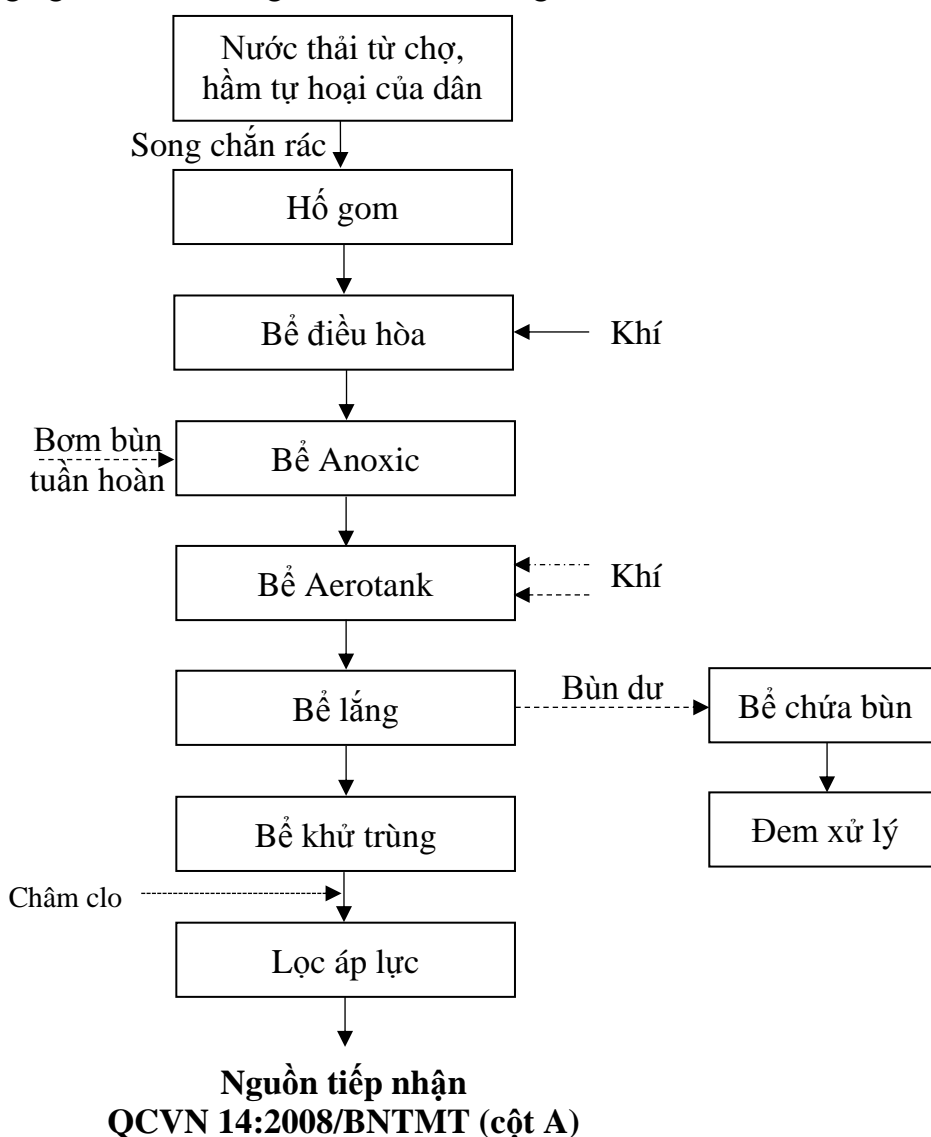 Nước thải từ chợ,
hầm tự hoại của dân
Song chắn rác
Hố gom
Bể điều hòa
Khí
Bơm bùn
tuần hoàn
Bể Anoxic
Bể Aerotank
Khí
Bể lắng
Bùn dư
Bể chứa bùn
Bể khử trùng
Đem xử lý
Châm clo
Lọc áp lực
Nguồn tiếp nhận
QCVN 14:2008/BNTMT (cột A)